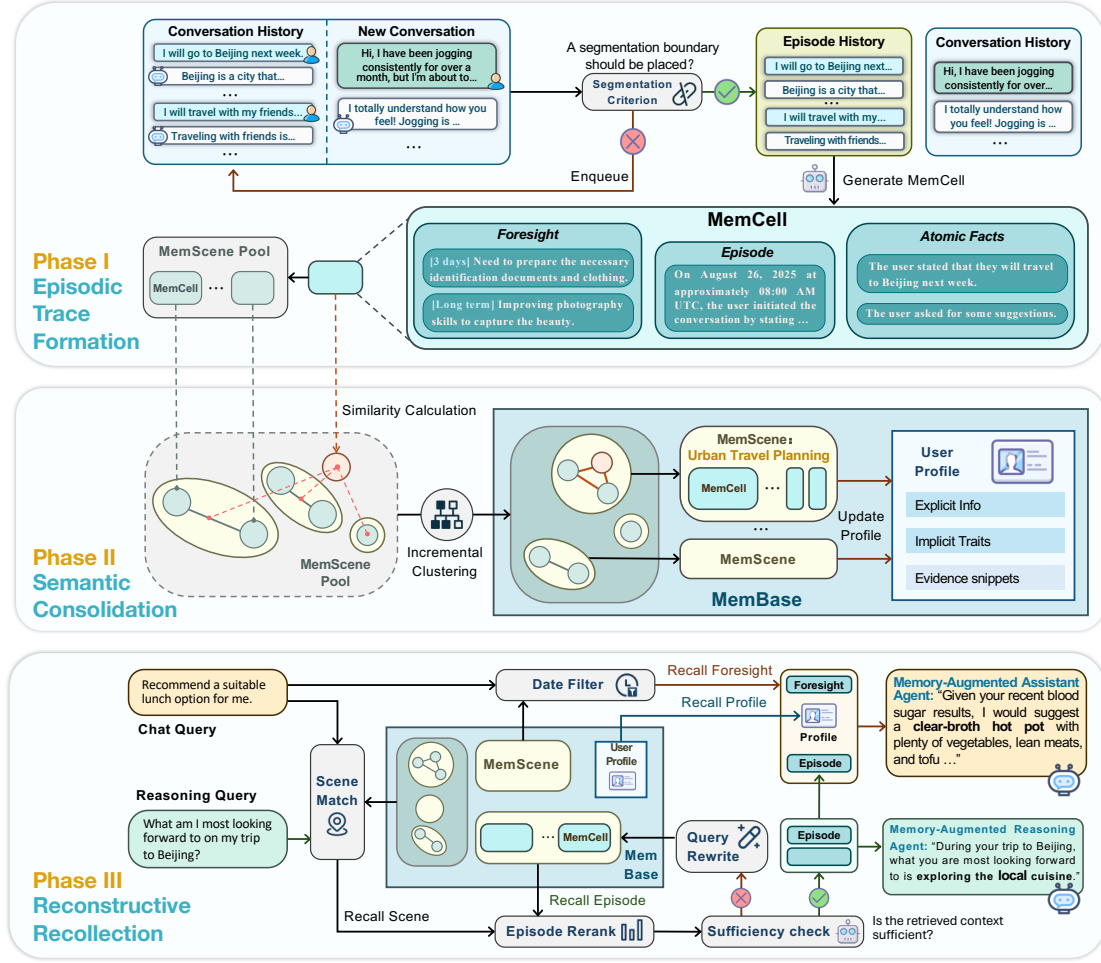 Conversation History
I will go to Beijing next week.
Beijing is a city that...
I will travel with my friends...
Traveling with friends is...
...
New Conversation
Hi, I have been jogging
consistently for over a
month, but I'm about to...
I totally understand how you
feel! Jogging is ...
...
A segmentation boundary
should be placed?
Segmentation
Criterion
Enqueue
Episode History
I will go to Beijing next...
Beijing is a city that...
...
I will travel with my...
Traveling with friends...
Conversation History
Hi, I have been jogging
consistently for over...
I totally understand how
you feel! Jogging is ...
...
Generate MemCell
Phase I
Episodic
Trace
Formation
MemScene Pool
MemCell
...
MemCell
Foresight
[3 days] Need to prepare the necessary
identification documents and clothing.
[Long term] Improving photography
skills to capture the beauty.
Episode
On August 26, 2025 at
approximately 08:00 AM
UTC, the user initiated the
conversation by stating ...
Atomic Facts
The user stated that they will travel
to Beijing next week.
The user asked for some suggestions.
Phase II
Semantic
Consolidation
Similarity Calculation
MemScene
Pool
Incremental
Clustering
MemScene:
Urban Travel Planning
MemCell
...
...
MemScene
MemBase
Update
Profile
User
Profile
Explicit Info
Implicit Traits
Evidence snippets
Phase III
Reconstructive
Recollection
Recommend a suitable
lunch option for me.
Chat Query
Reasoning Query
What am I most looking
forward to on my trip
to Beijing?
Scene
Match
Recall Scene
Date Filter
Recall Foresight
Recall Profile
MemScene
User
Profile
...
MemCell
Mem
Base
Recall Episode
Query
Rewrite
Episode Rerank
Sufficiency check
Is the retrieved context
sufficient?
Foresight
Profile
Episode
Episode
Memory-Augmented Assistant
Agent: “Given your recent blood
sugar results, I would suggest
a clear-broth hot pot with
plenty of vegetables, lean meats,
and tofu ...”
Memory-Augmented Reasoning
Agent: “During your trip to Beijing,
what you are most looking forward
to is exploring the local cuisine.”